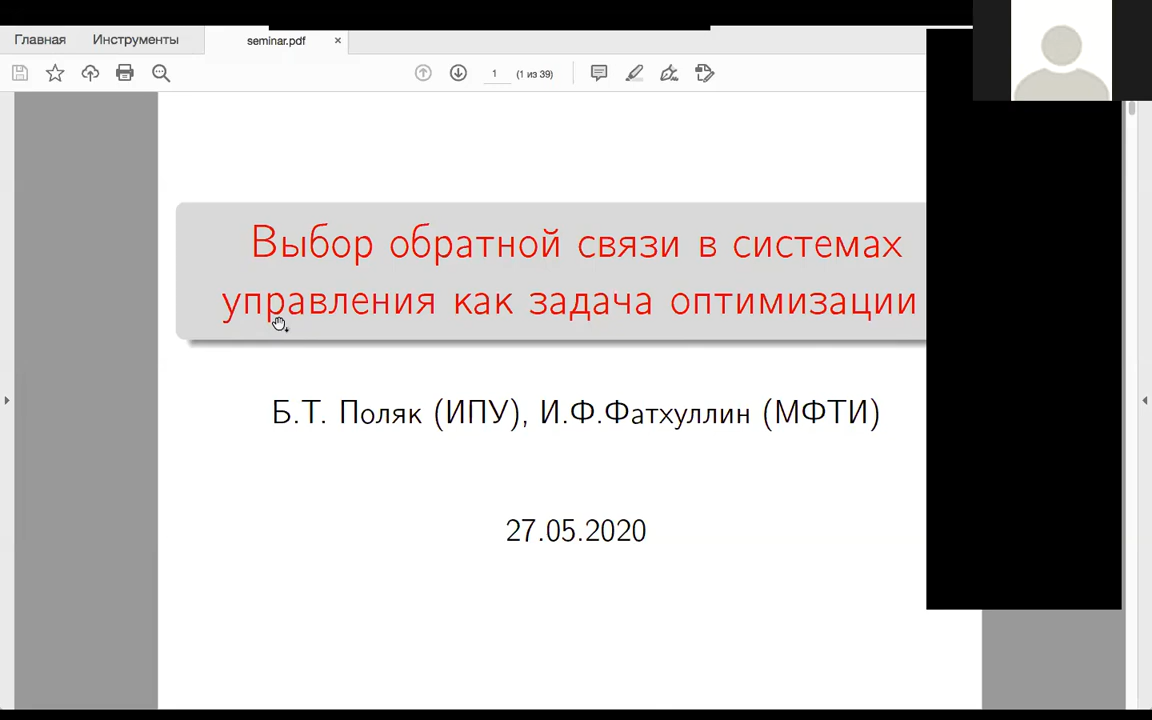 Главная Инструменты seminar.pdf ×
1 (1 из 39)
Выбор обратной связи в системах
управления как задача оптимизации
Б.Т. Поляк (ИПУ), И.Ф.Фатхуллин (МФТИ)
27.05.2020